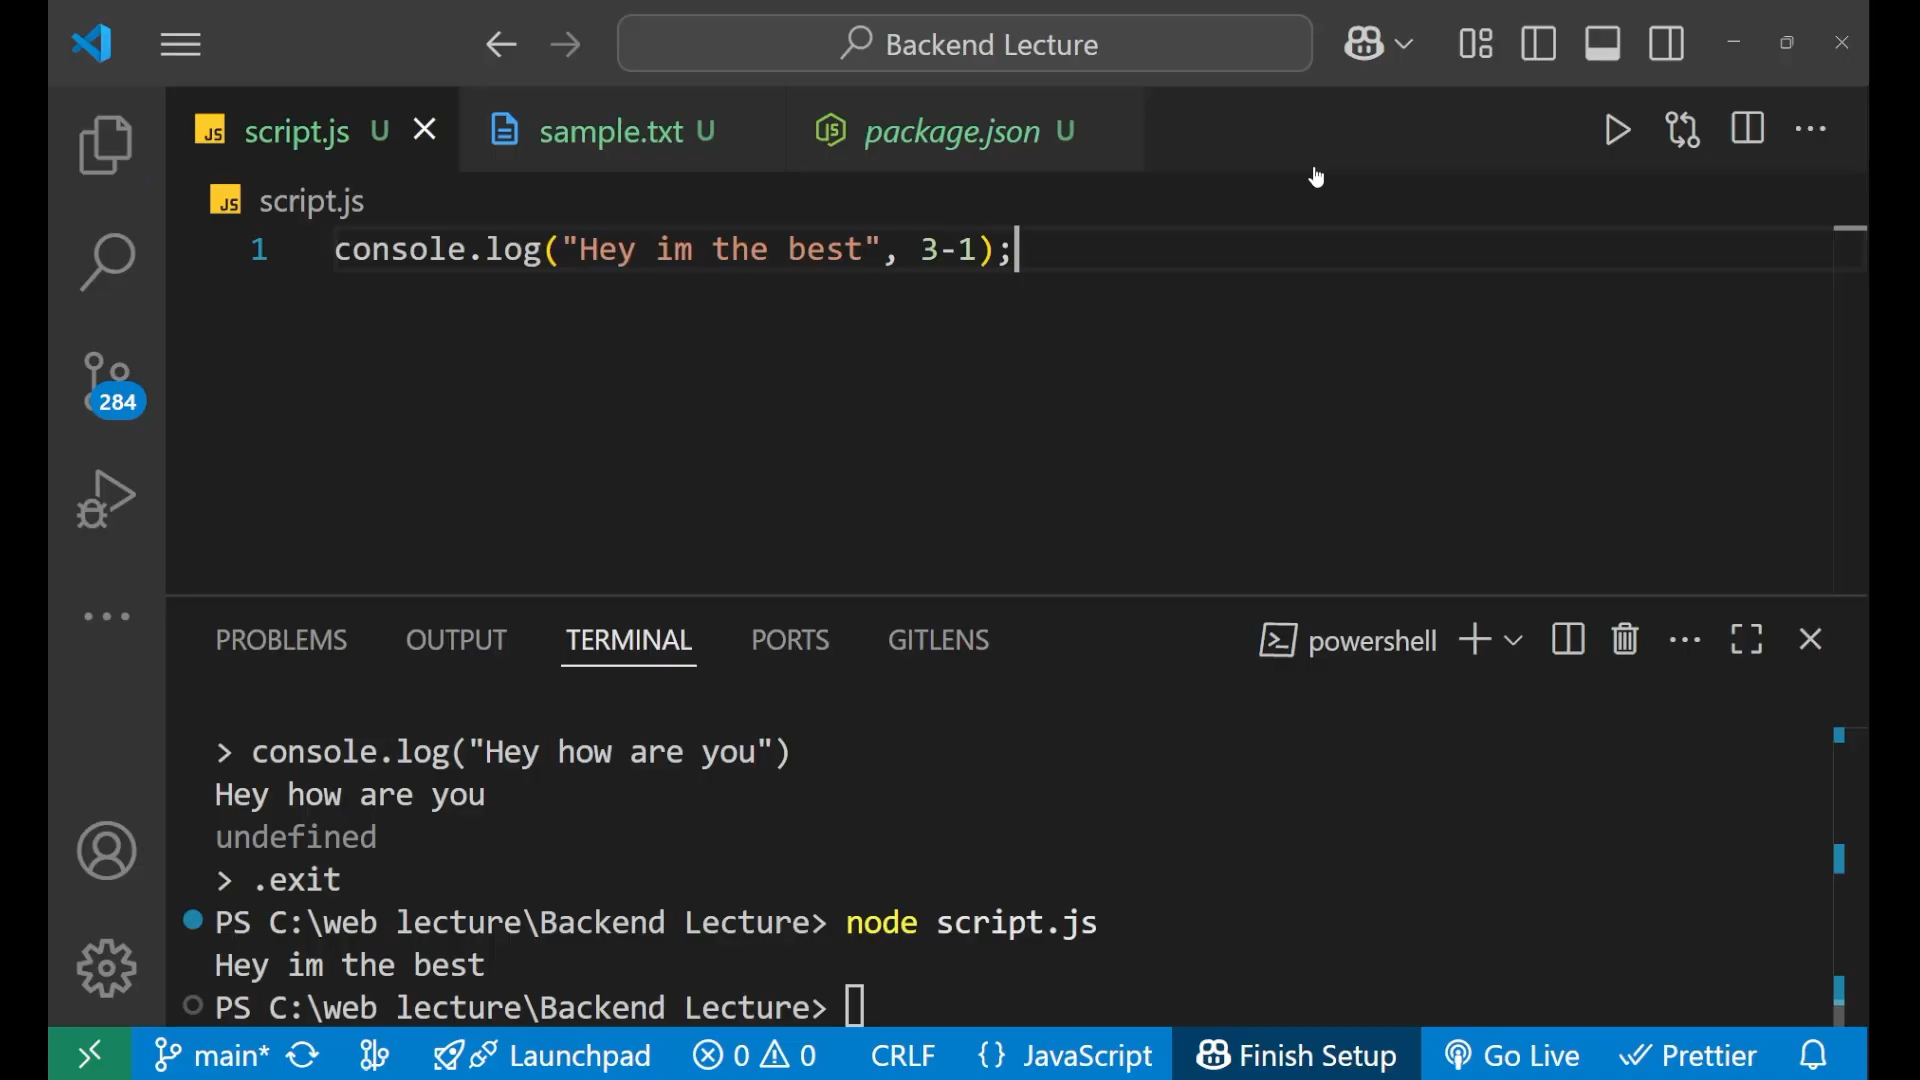 Backend Lecture
JS script.js U
sample.txt U
JS package.json U
JS script.js
1 console.log("Hey im the best", 3-1);
284
PROBLEMS OUTPUT TERMINAL PORTS GITLENS
powershell
> console.log("Hey how are you")
Hey how are you
undefined
> .exit
PS C:\web lecture\Backend Lecture> node script.js
Hey im the best
PS C:\web lecture\Backend Lecture>
main* Launchpad 0 0 CRLF {} JavaScript Finish Setup Go Live Prettier